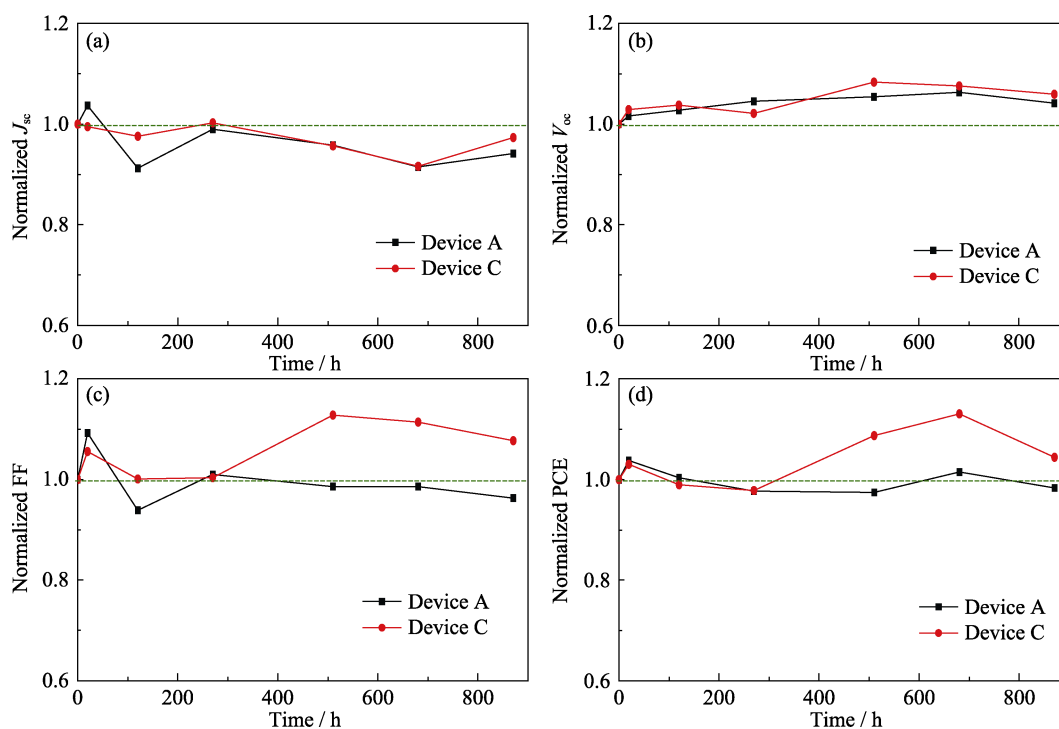 (a)
1.2
1.0
0.8
0.6
Normalized Jsc
Device A
Device C
0
200
400
600
800
Time / h
(b)
1.2
1.0
0.8
0.6
Normalized Voc
Device A
Device C
0
200
400
600
800
Time / h
(c)
1.2
1.0
0.8
0.6
Normalized FF
Device A
Device C
0
200
400
600
800
Time / h
(d)
1.2
1.0
0.8
0.6
Normalized PCE
Device A
Device C
0
200
400
600
800
Time / h